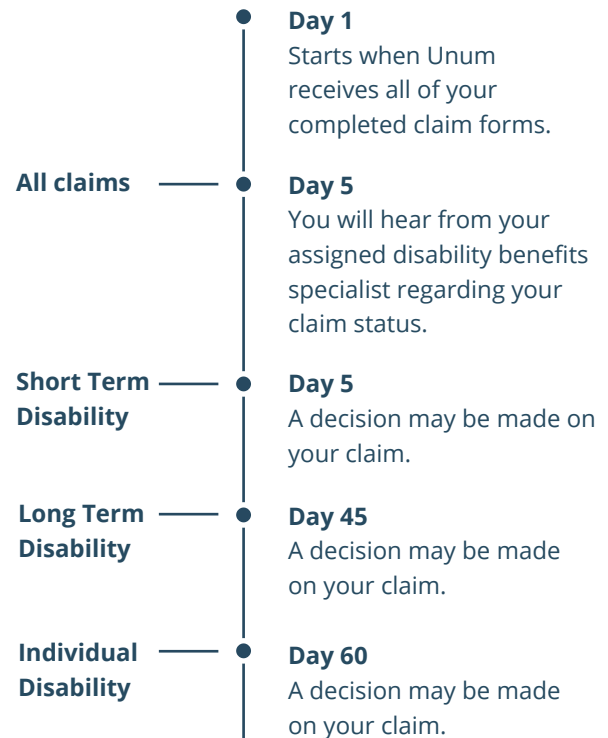 Day 1
Starts when Unum
receives all of your
completed claim forms.
All claims
Day 5
You will hear from your
assigned disability benefits
specialist regarding your
claim status.
Short Term
Disability
Day 5
A decision may be made on
your claim.
Long Term
Disability
Day 45
A decision may be made
on your claim.
Individual
Disability
Day 60
A decision may be made
on your claim.